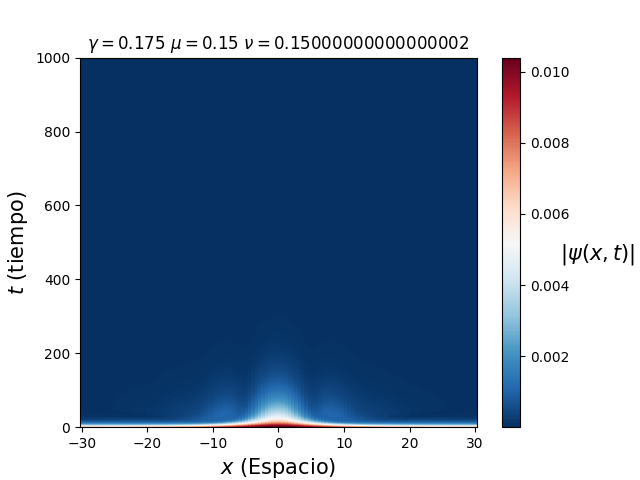 γ = 0.175 μ = 0.15 ν = 0.15000000000000002
1000
800
600
400
200
0
t (tiempo)
−30 −20 −10 0 10 20 30
x (Espacio)
0.010
0.008
0.006
0.004
0.002
|ψ(x, t)|